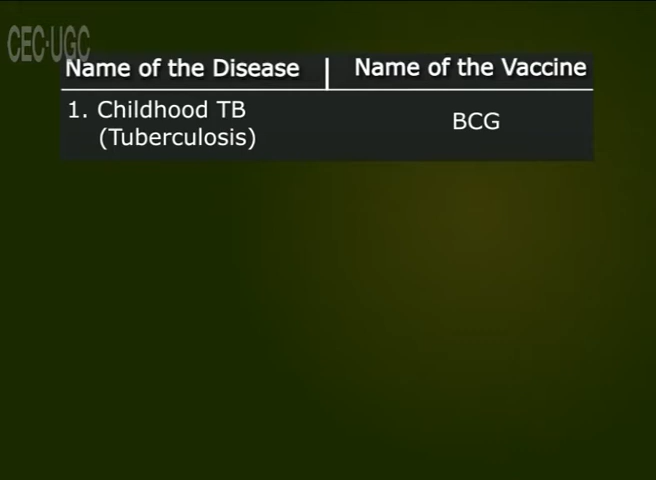 CEC-UGC
Name of the Disease | Name of the Vaccine
1. Childhood TB
(Tuberculosis)
BCG